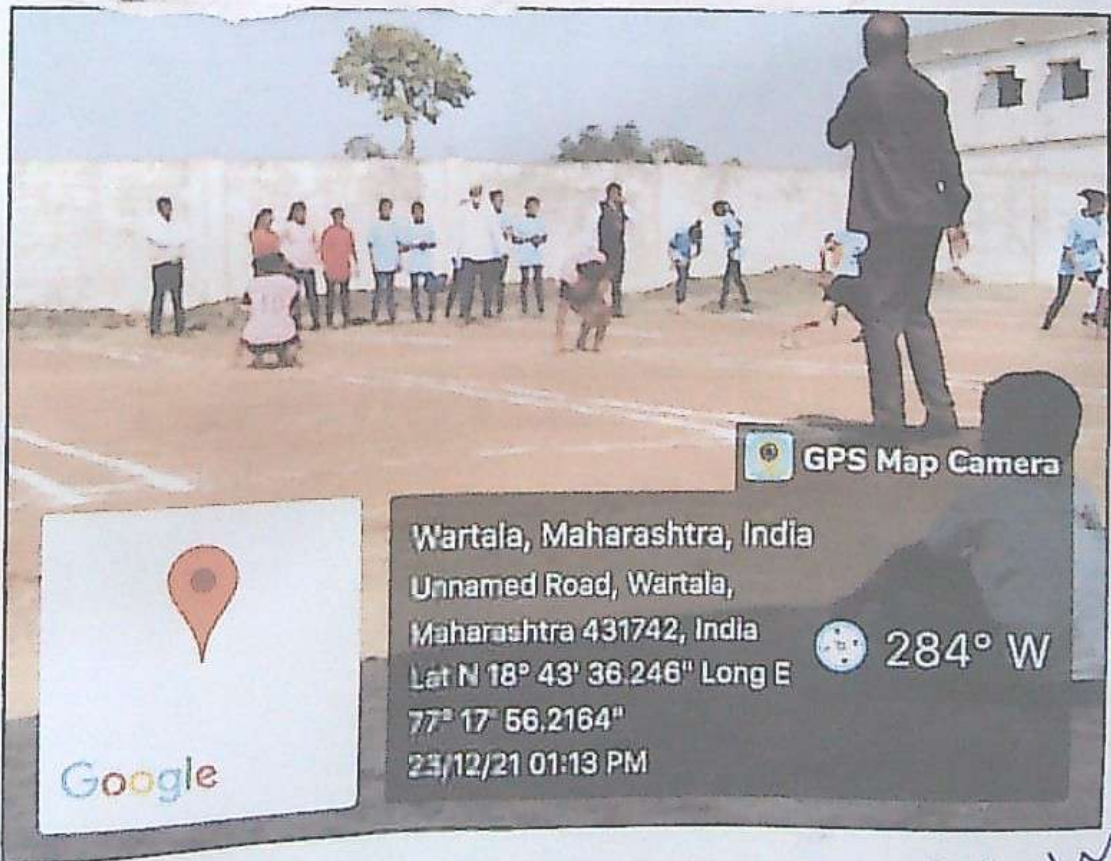 GPS Map Camera
Wartala, Maharashtra, India
Unnamed Road, Wartala,
Maharashtra 431742, India
Lat N 18° 43' 36.246" Long E
77° 17' 56.2164"
23/12/21 01:13 PM
284° W
Google